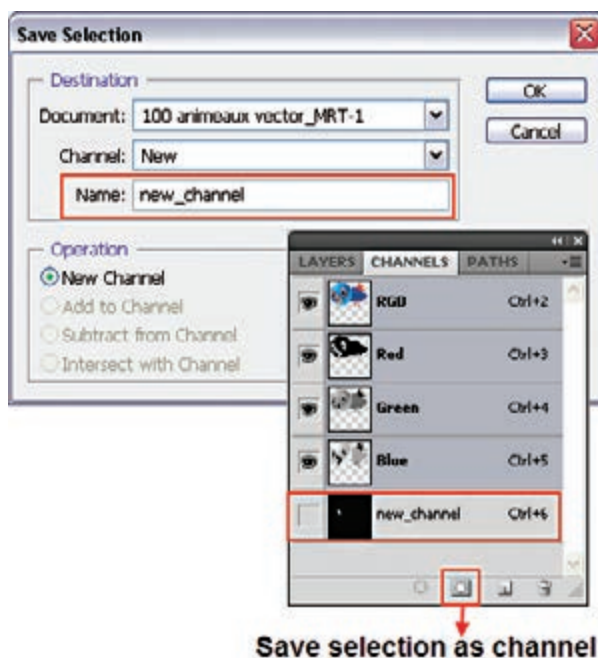 Save Selection
Destination
OK
Document: 100 animeaux vector_MRT-1
Cancel
Channel: New
Name: new_channel
Operation
New Channel
Add to Channel
Subtract from Channel
Intersect with Channel
LAYERS CHANNELS PATHS
RGB Ctrl+2
Red Ctrl+3
Green Ctrl+4
Blue Ctrl+5
new_channel Ctrl+6
Save selection as channel